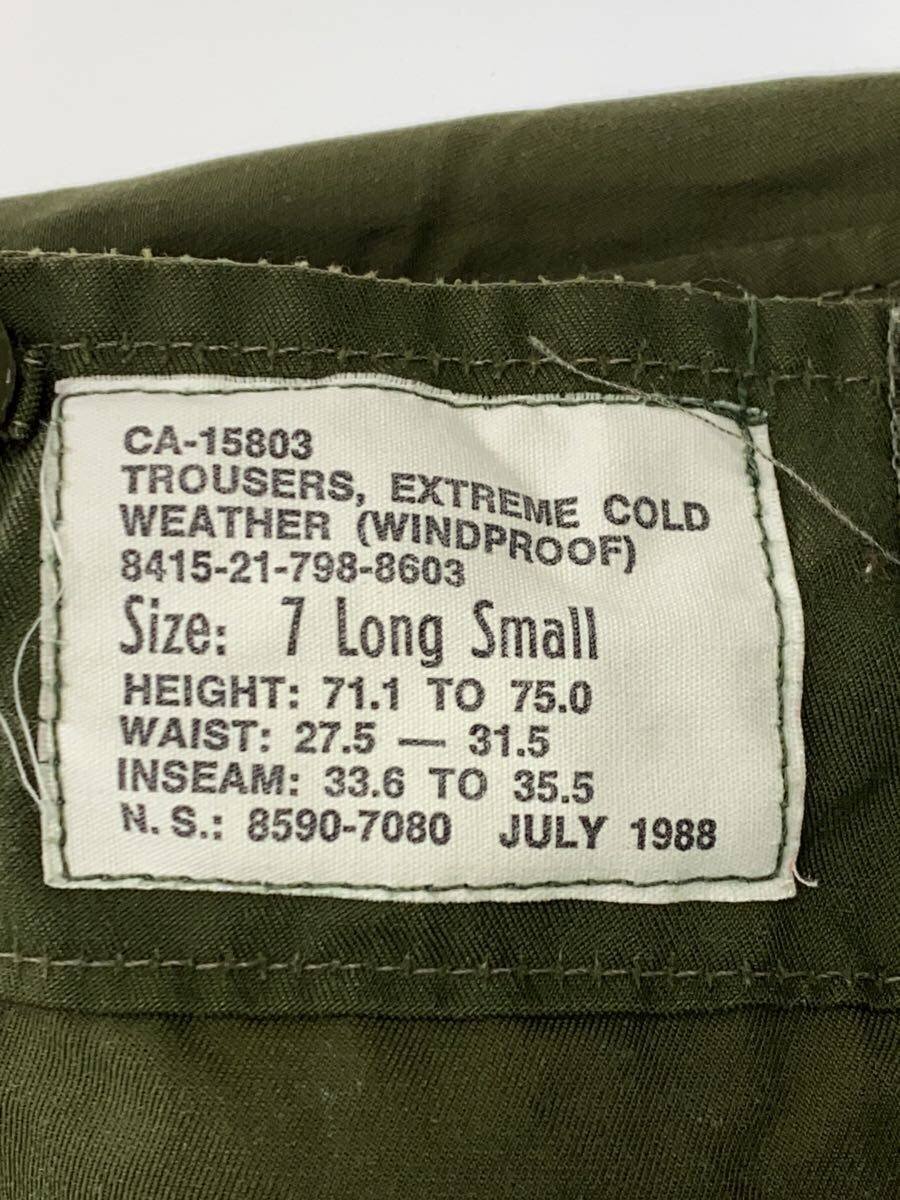 CA-15803
TROUSERS, EXTREME COLD
WEATHER (WINDPROOF)
8415-21-798-8603
Size: 7 Long Small
HEIGHT: 71.1 TO 75.0
WAIST: 27.5 — 31.5
INSEAM: 33.6 TO 35.5
N. S.: 8590-7080 JULY 1988